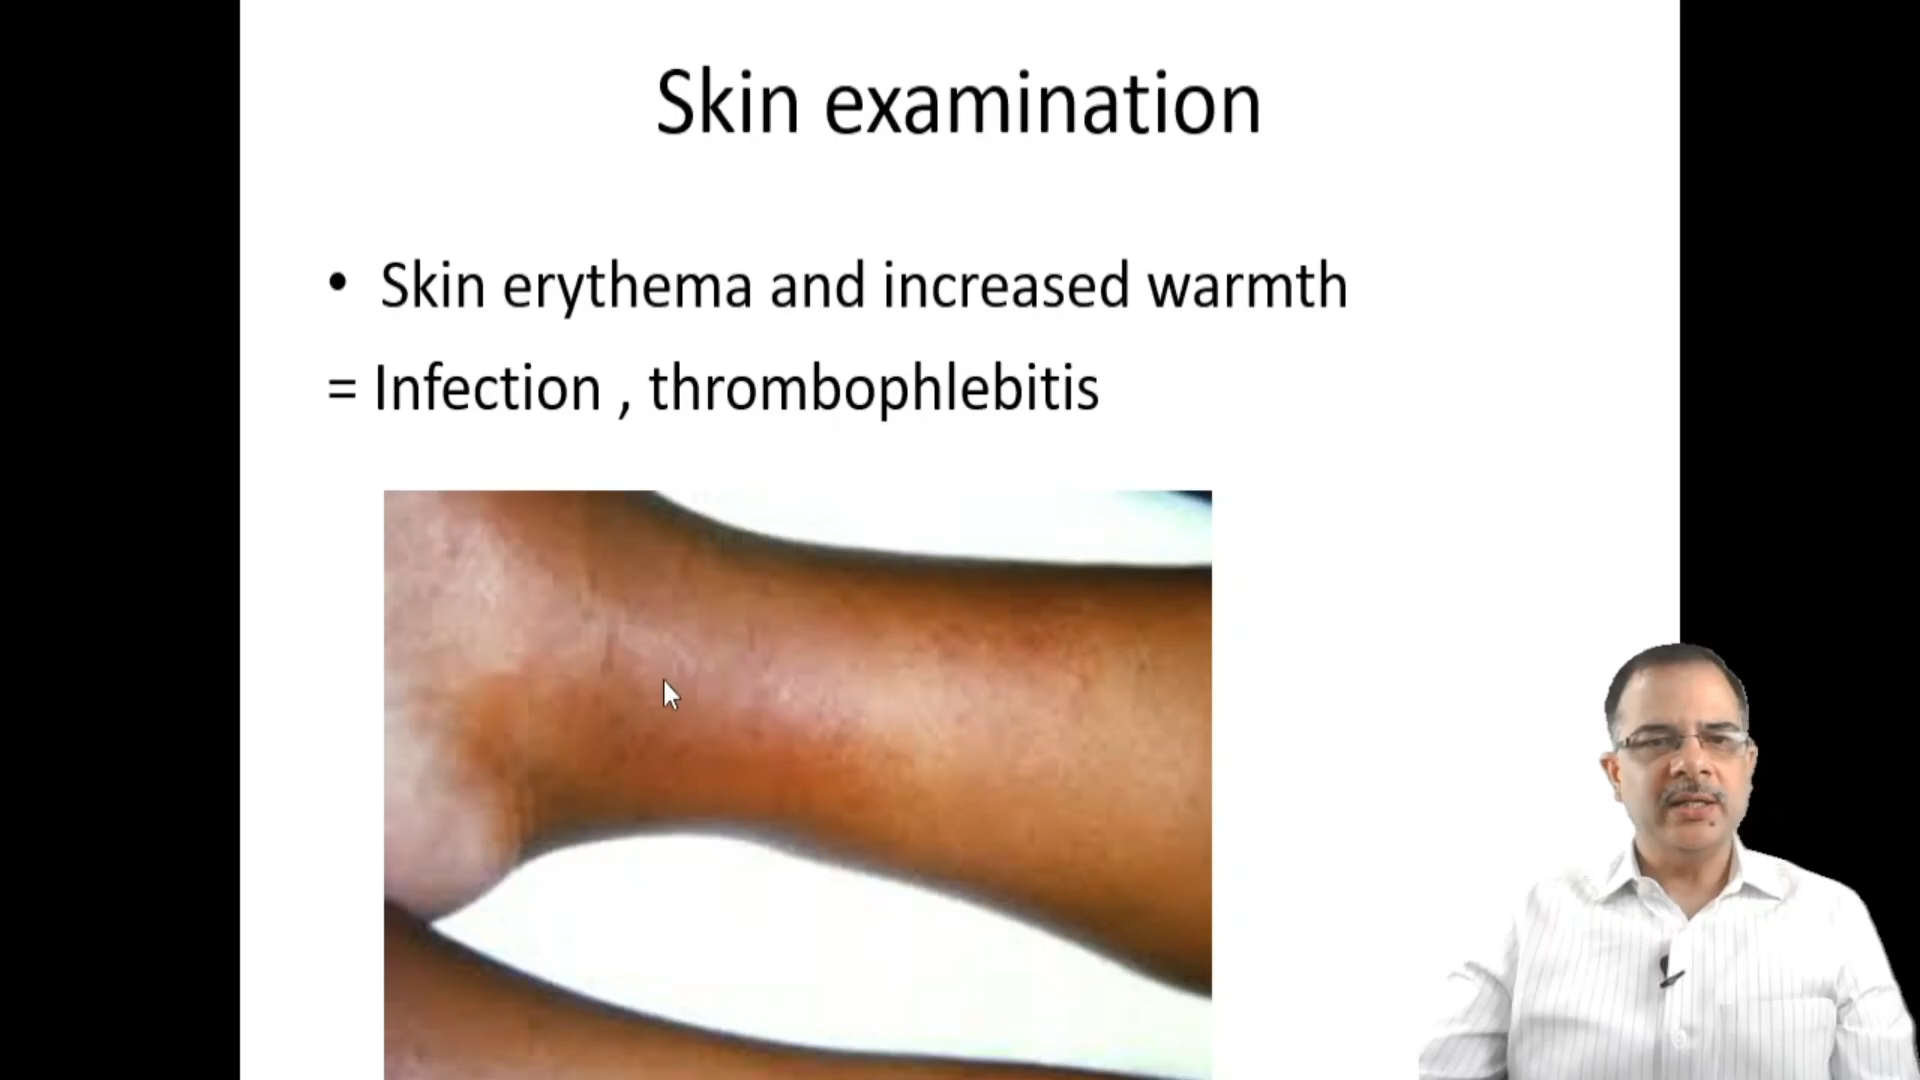 Skin examination
• Skin erythema and increased warmth
= Infection , thrombophlebitis